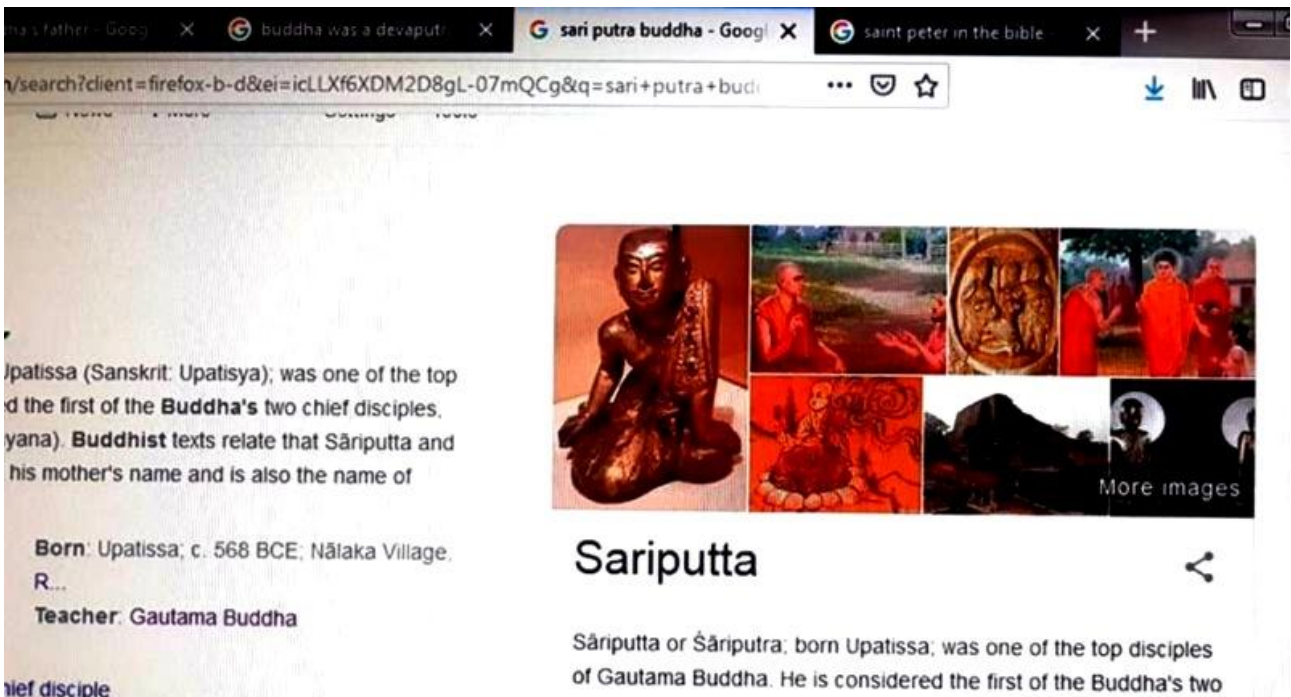 buddha was a devaput
sari putra buddha - Googl
saint peter in the bible
/search?client=firefox-b-d&ei=icLLXf6XDM2D8gL-07mQCg&q=sari+putra+bud
Upatissa (Sanskrit: Upatisya); was one of the top
d the first of the Buddha's two chief disciples,
yana). Buddhist texts relate that Sāriputta and
his mother's name and is also the name of
Born: Upatissa; c. 568 BCE; Nālaka Village,
R...
Teacher: Gautama Buddha
hief disciple
More images
Sariputta
Sāriputta or Śāriputra; born Upatissa; was one of the top disciples
of Gautama Buddha. He is considered the first of the Buddha's two